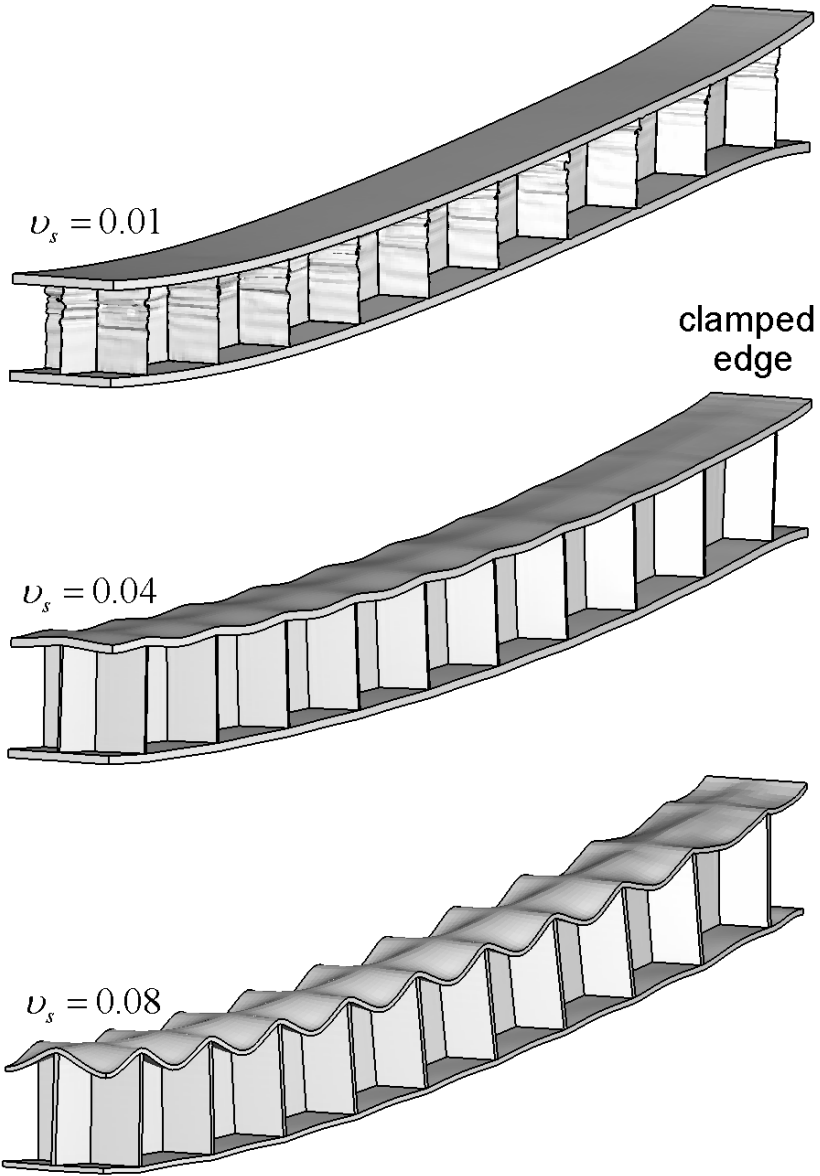 υₛ = 0.01
clamped
edge
υₛ = 0.04
υₛ = 0.08